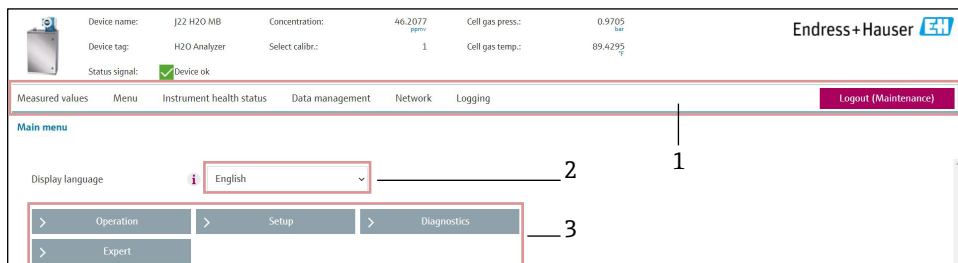 Device name: J22 H2O MB Concentration: 46.2077 ppmv Cell gas press.: 0.9705 bar
Endress+Hauser EH
Device tag: H2O Analyzer Select calibr.: 1 Cell gas temp.: 89.4295 °F
Status signal: Device ok
Measured values Menu Instrument health status Data management Network Logging Logout (Maintenance)
Main menu
1
Display language i English 2
> Operation > Setup > Diagnostics 3
> Expert